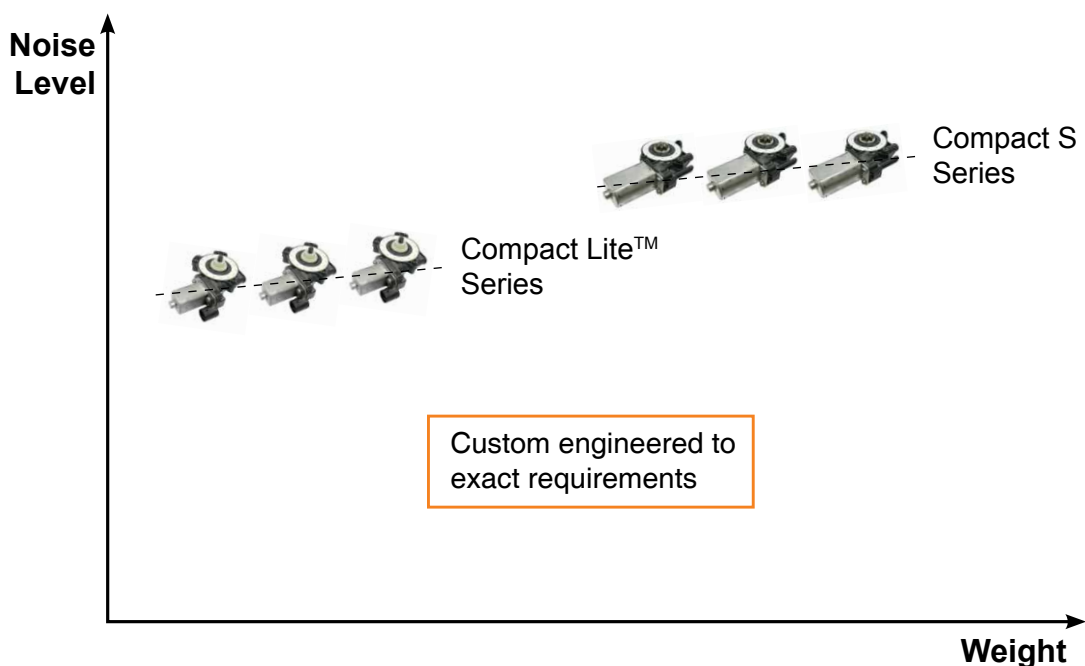 Noise
Level
Compact S
Series
Compact Lite™
Series
Custom engineered to
exact requirements
Weight